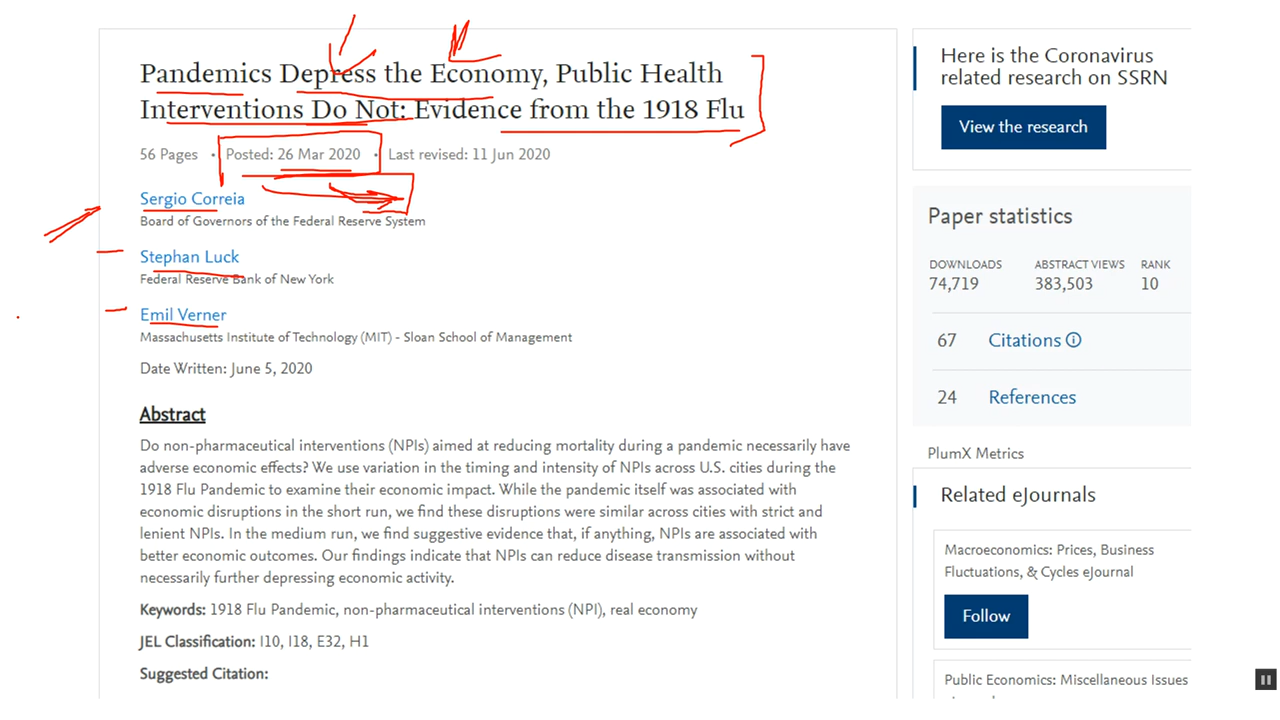 Pandemics Depress the Economy, Public Health
Interventions Do Not: Evidence from the 1918 Flu
56 Pages • Posted: 26 Mar 2020 • Last revised: 11 Jun 2020
Sergio Correia
Board of Governors of the Federal Reserve System
Stephan Luck
Federal Reserve Bank of New York
Emil Verner
Massachusetts Institute of Technology (MIT) - Sloan School of Management
Date Written: June 5, 2020
Abstract
Do non-pharmaceutical interventions (NPIs) aimed at reducing mortality during a pandemic necessarily have
adverse economic effects? We use variation in the timing and intensity of NPIs across U.S. cities during the
1918 Flu Pandemic to examine their economic impact. While the pandemic itself was associated with
economic disruptions in the short run, we find these disruptions were similar across cities with strict and
lenient NPIs. In the medium run, we find suggestive evidence that, if anything, NPIs are associated with
better economic outcomes. Our findings indicate that NPIs can reduce disease transmission without
necessarily further depressing economic activity.
Keywords: 1918 Flu Pandemic, non-pharmaceutical interventions (NPI), real economy
JEL Classification: I10, I18, E32, H1
Suggested Citation:
Here is the Coronavirus
related research on SSRN
View the research
Paper statistics
DOWNLOADS ABSTRACT VIEWS RANK
74,719 383,503 10
67 Citations
24 References
PlumX Metrics
Related eJournals
Macroeconomics: Prices, Business
Fluctuations, & Cycles eJournal
Follow
Public Economics: Miscellaneous Issues